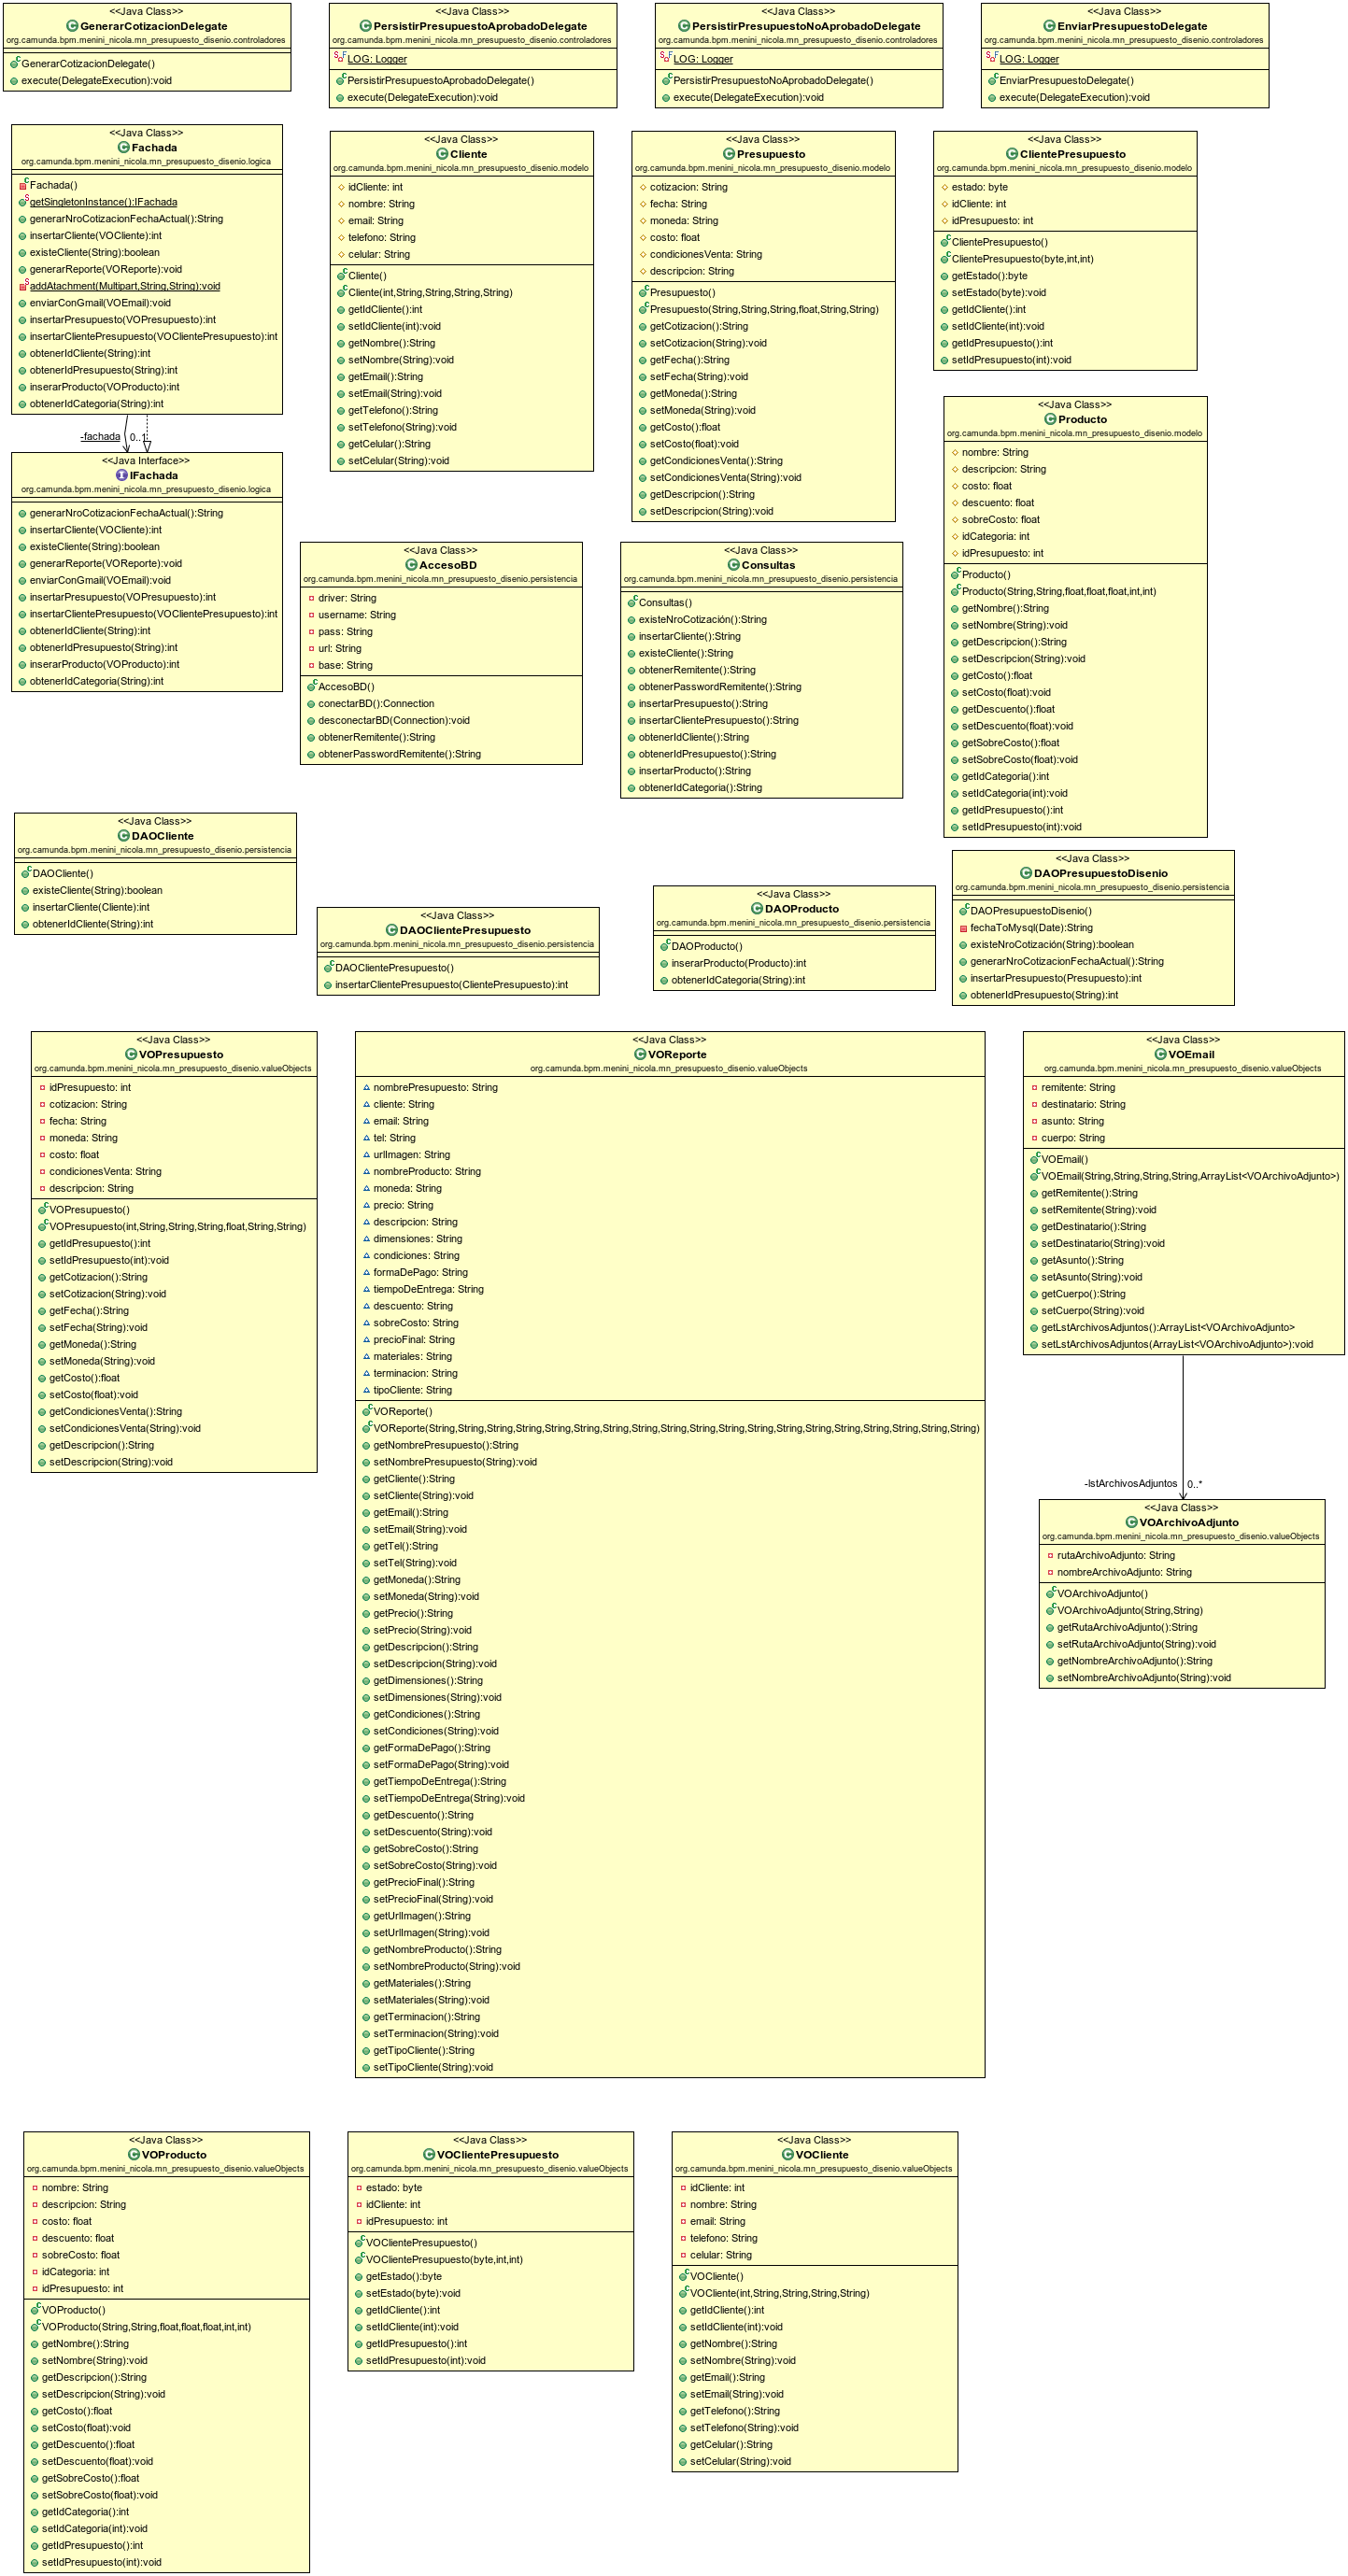 <<Java Class>>
GenerarCotizacionDelegate
org.camunda.bpm.menini_nicola.mn_presupuesto_disenio.controladores
GenerarCotizacionDelegate()
execute(DelegateExecution):void
<<Java Class>>
PersistirPresupuestoAprobadoDelegate
org.camunda.bpm.menini_nicola.mn_presupuesto_disenio.controladores
LOG: Logger
PersistirPresupuestoAprobadoDelegate()
execute(DelegateExecution):void
<<Java Class>>
PersistirPresupuestoNoAprobadoDelegate
org.camunda.bpm.menini_nicola.mn_presupuesto_disenio.controladores
LOG: Logger
PersistirPresupuestoNoAprobadoDelegate()
execute(DelegateExecution):void
<<Java Class>>
EnviarPresupuestoDelegate
org.camunda.bpm.menini_nicola.mn_presupuesto_disenio.controladores
LOG: Logger
EnviarPresupuestoDelegate()
execute(DelegateExecution):void
<<Java Class>>
Fachada
org.camunda.bpm.menini_nicola.mn_presupuesto_disenio.logica
Fachada()
getSingletonInstance():IFachada
generarNroCotizacionFechaActual():String
insertarCliente(VOCliente):int
existeCliente(String):boolean
generarReporte(VOReporte):void
addAtachment(Multipart,String,String):void
enviarConGmail(VOEmail):void
insertarPresupuesto(VOPresupuesto):int
insertarClientePresupuesto(VOClientePresupuesto):int
obtenerIdCliente(String):int
obtenerIdPresupuesto(String):int
inserarProducto(VOProducto):int
obtenerIdCategoria(String):int
-fachada
0..1
<<Java Interface>>
IFachada
org.camunda.bpm.menini_nicola.mn_presupuesto_disenio.logica
generarNroCotizacionFechaActual():String
insertarCliente(VOCliente):int
existeCliente(String):boolean
generarReporte(VOReporte):void
enviarConGmail(VOEmail):void
insertarPresupuesto(VOPresupuesto):int
insertarClientePresupuesto(VOClientePresupuesto):int
obtenerIdCliente(String):int
obtenerIdPresupuesto(String):int
inserarProducto(VOProducto):int
obtenerIdCategoria(String):int
<<Java Class>>
Cliente
org.camunda.bpm.menini_nicola.mn_presupuesto_disenio.modelo
idCliente: int
nombre: String
email: String
telefono: String
celular: String
Cliente()
Cliente(int,String,String,String,String)
getIdCliente():int
setIdCliente(int):void
getNombre():String
setNombre(String):void
getEmail():String
setEmail(String):void
getTelefono():String
setTelefono(String):void
getCelular():String
setCelular(String):void
<<Java Class>>
Presupuesto
org.camunda.bpm.menini_nicola.mn_presupuesto_disenio.modelo
cotizacion: String
fecha: String
moneda: String
costo: float
condicionesVenta: String
descripcion: String
Presupuesto()
Presupuesto(String,String,String,float,String,String)
getCotizacion():String
setCotizacion(String):void
getFecha():String
setFecha(String):void
getMoneda():String
setMoneda(String):void
getCosto():float
setCosto(float):void
getCondicionesVenta():String
setCondicionesVenta(String):void
getDescripcion():String
setDescripcion(String):void
<<Java Class>>
ClientePresupuesto
org.camunda.bpm.menini_nicola.mn_presupuesto_disenio.modelo
estado: byte
idCliente: int
idPresupuesto: int
ClientePresupuesto()
ClientePresupuesto(byte,int,int)
getEstado():byte
setEstado(byte):void
getIdCliente():int
setIdCliente(int):void
getIdPresupuesto():int
setIdPresupuesto(int):void
<<Java Class>>
Producto
org.camunda.bpm.menini_nicola.mn_presupuesto_disenio.modelo
nombre: String
descripcion: String
costo: float
descuento: float
sobreCosto: float
idCategoria: int
idPresupuesto: int
Producto()
Producto(String,String,float,float,float,int,int)
getNombre():String
setNombre(String):void
getDescripcion():String
setDescripcion(String):void
getCosto():float
setCosto(float):void
getDescuento():float
setDescuento(float):void
getSobreCosto():float
setSobreCosto(float):void
getIdCategoria():int
setIdCategoria(int):void
getIdPresupuesto():int
setIdPresupuesto(int):void
<<Java Class>>
AccesoBD
org.camunda.bpm.menini_nicola.mn_presupuesto_disenio.persistencia
driver: String
username: String
pass: String
url: String
base: String
AccesoBD()
conectarBD():Connection
desconectarBD(Connection):void
obtenerRemitente():String
obtenerPasswordRemitente():String
<<Java Class>>
Consultas
org.camunda.bpm.menini_nicola.mn_presupuesto_disenio.persistencia
Consultas()
existeNroCotización():String
insertarCliente():String
existeCliente():String
obtenerRemitente():String
obtenerPasswordRemitente():String
insertarPresupuesto():String
insertarClientePresupuesto():String
obtenerIdCliente():String
obtenerIdPresupuesto():String
insertarProducto():String
obtenerIdCategoria():String
<<Java Class>>
DAOCliente
org.camunda.bpm.menini_nicola.mn_presupuesto_disenio.persistencia
DAOCliente()
existeCliente(String):boolean
insertarCliente(Cliente):int
obtenerIdCliente(String):int
<<Java Class>>
DAOClientePresupuesto
org.camunda.bpm.menini_nicola.mn_presupuesto_disenio.persistencia
DAOClientePresupuesto()
insertarClientePresupuesto(ClientePresupuesto):int
<<Java Class>>
DAOProducto
org.camunda.bpm.menini_nicola.mn_presupuesto_disenio.persistencia
DAOProducto()
inserarProducto(Producto):int
obtenerIdCategoria(String):int
<<Java Class>>
DAOPresupuestoDisenio
org.camunda.bpm.menini_nicola.mn_presupuesto_disenio.persistencia
DAOPresupuestoDisenio()
fechaToMysql(Date):String
existeNroCotización(String):boolean
generarNroCotizacionFechaActual():String
insertarPresupuesto(Presupuesto):int
obtenerIdPresupuesto(String):int
<<Java Class>>
VOPresupuesto
org.camunda.bpm.menini_nicola.mn_presupuesto_disenio.valueObjects
idPresupuesto: int
cotizacion: String
fecha: String
moneda: String
costo: float
condicionesVenta: String
descripcion: String
VOPresupuesto()
VOPresupuesto(int,String,String,String,float,String,String)
getIdPresupuesto():int
setIdPresupuesto(int):void
getCotizacion():String
setCotizacion(String):void
getFecha():String
setFecha(String):void
getMoneda():String
setMoneda(String):void
getCosto():float
setCosto(float):void
getCondicionesVenta():String
setCondicionesVenta(String):void
getDescripcion():String
setDescripcion(String):void
<<Java Class>>
VOReporte
org.camunda.bpm.menini_nicola.mn_presupuesto_disenio.valueObjects
nombrePresupuesto: String
cliente: String
email: String
tel: String
urlImagen: String
nombreProducto: String
moneda: String
precio: String
descripcion: String
dimensiones: String
condiciones: String
formaDePago: String
tiempoDeEntrega: String
descuento: String
sobreCosto: String
precioFinal: String
materiales: String
terminacion: String
tipoCliente: String
VOReporte()
VOReporte(String,String,String,String,String,String,String,String,String,String,String,String,String,String,String,String,String,String,String)
getNombrePresupuesto():String
setNombrePresupuesto(String):void
getCliente():String
setCliente(String):void
getEmail():String
setEmail(String):void
getTel():String
setTel(String):void
getMoneda():String
setMoneda(String):void
getPrecio():String
setPrecio(String):void
getDescripcion():String
setDescripcion(String):void
getDimensiones():String
setDimensiones(String):void
getCondiciones():String
setCondiciones(String):void
getFormaDePago():String
setFormaDePago(String):void
getTiempoDeEntrega():String
setTiempoDeEntrega(String):void
getDescuento():String
setDescuento(String):void
getSobreCosto():String
setSobreCosto(String):void
getPrecioFinal():String
setPrecioFinal(String):void
getUrlImagen():String
setUrlImagen(String):void
getNombreProducto():String
setNombreProducto(String):void
getMateriales():String
setMateriales(String):void
getTerminacion():String
setTerminacion(String):void
getTipoCliente():String
setTipoCliente(String):void
<<Java Class>>
VOEmail
org.camunda.bpm.menini_nicola.mn_presupuesto_disenio.valueObjects
remitente: String
destinatario: String
asunto: String
cuerpo: String
VOEmail()
VOEmail(String,String,String,String,ArrayList<VOArchivoAdjunto>)
getRemitente():String
setRemitente(String):void
getDestinatario():String
setDestinatario(String):void
getAsunto():String
setAsunto(String):void
getCuerpo():String
setCuerpo(String):void
getLstArchivosAdjuntos():ArrayList<VOArchivoAdjunto>
setLstArchivosAdjuntos(ArrayList<VOArchivoAdjunto>):void
-lstArchivosAdjuntos
0..*
<<Java Class>>
VOArchivoAdjunto
org.camunda.bpm.menini_nicola.mn_presupuesto_disenio.valueObjects
rutaArchivoAdjunto: String
nombreArchivoAdjunto: String
VOArchivoAdjunto()
VOArchivoAdjunto(String,String)
getRutaArchivoAdjunto():String
setRutaArchivoAdjunto(String):void
getNombreArchivoAdjunto():String
setNombreArchivoAdjunto(String):void
<<Java Class>>
VOProducto
org.camunda.bpm.menini_nicola.mn_presupuesto_disenio.valueObjects
nombre: String
descripcion: String
costo: float
descuento: float
sobreCosto: float
idCategoria: int
idPresupuesto: int
VOProducto()
VOProducto(String,String,float,float,float,int,int)
getNombre():String
setNombre(String):void
getDescripcion():String
setDescripcion(String):void
getCosto():float
setCosto(float):void
getDescuento():float
setDescuento(float):void
getSobreCosto():float
setSobreCosto(float):void
getIdCategoria():int
setIdCategoria(int):void
getIdPresupuesto():int
setIdPresupuesto(int):void
<<Java Class>>
VOClientePresupuesto
org.camunda.bpm.menini_nicola.mn_presupuesto_disenio.valueObjects
estado: byte
idCliente: int
idPresupuesto: int
VOClientePresupuesto()
VOClientePresupuesto(byte,int,int)
getEstado():byte
setEstado(byte):void
getIdCliente():int
setIdCliente(int):void
getIdPresupuesto():int
setIdPresupuesto(int):void
<<Java Class>>
VOCliente
org.camunda.bpm.menini_nicola.mn_presupuesto_disenio.valueObjects
idCliente: int
nombre: String
email: String
telefono: String
celular: String
VOCliente()
VOCliente(int,String,String,String,String)
getIdCliente():int
setIdCliente(int):void
getNombre():String
setNombre(String):void
getEmail():String
setEmail(String):void
getTelefono():String
setTelefono(String):void
getCelular():String
setCelular(String):void